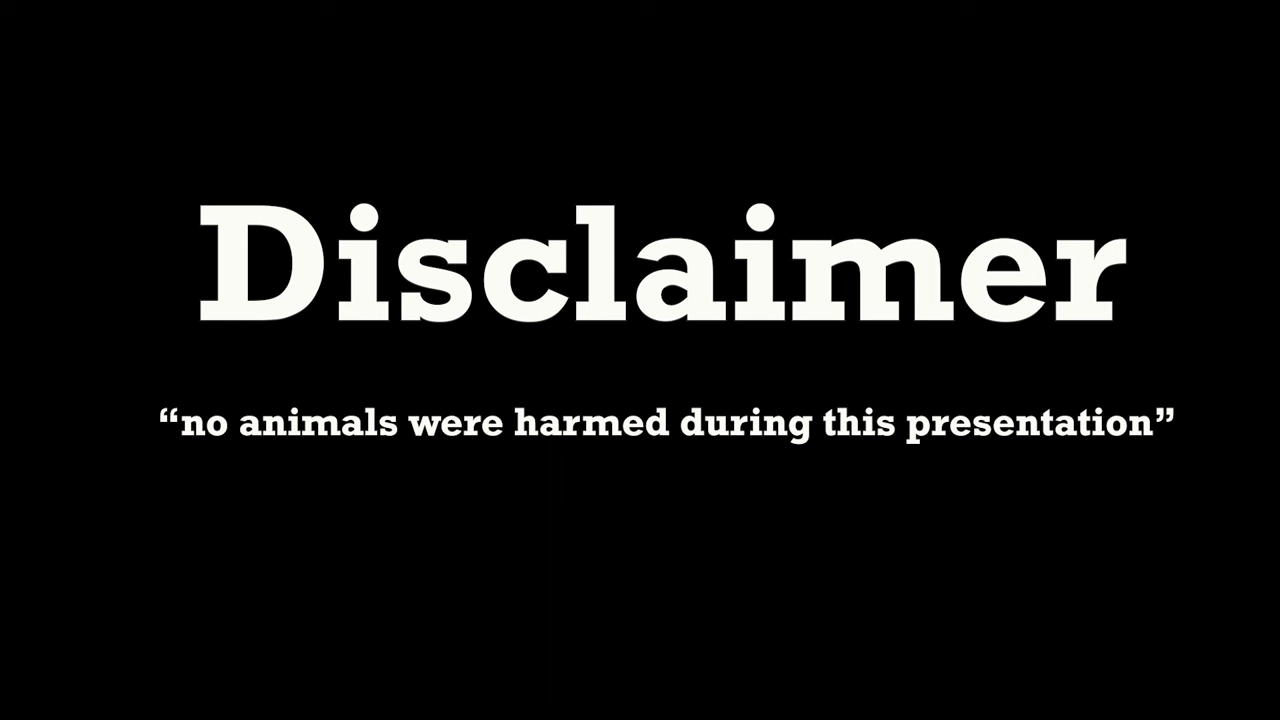 Disclaimer
“no animals were harmed during this presentation”